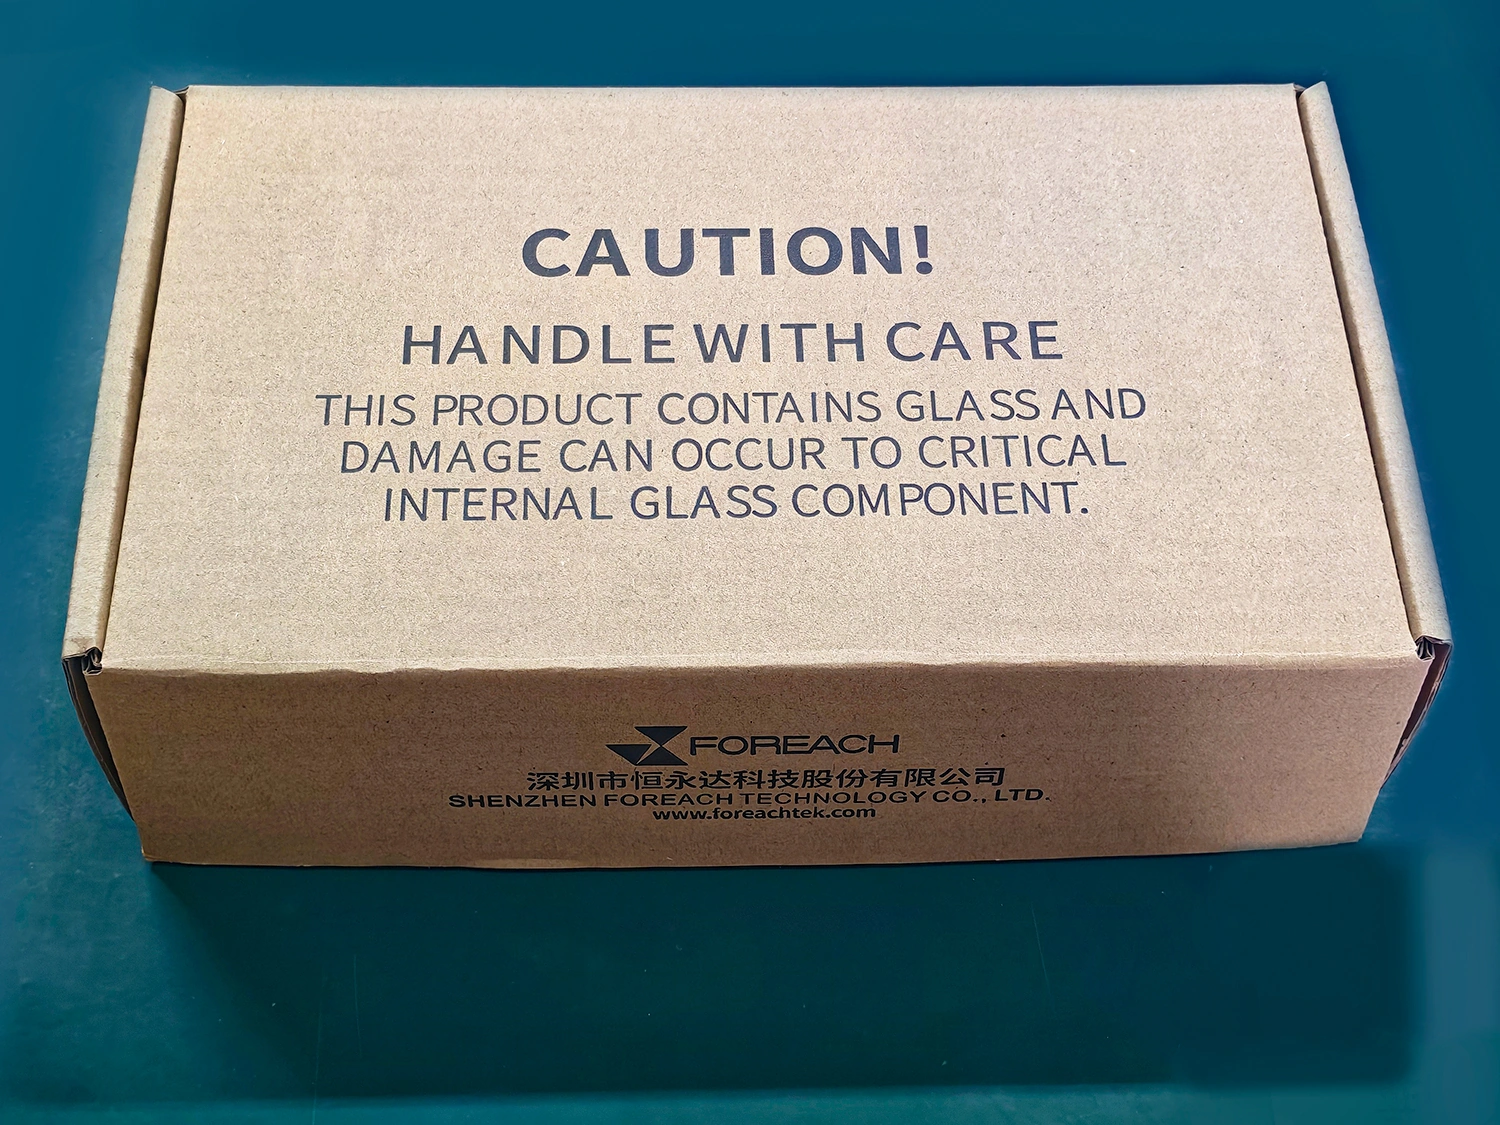 CAUTION!
HANDLE WITH CARE
THIS PRODUCT CONTAINS GLASS AND
DAMAGE CAN OCCUR TO CRITICAL
INTERNAL GLASS COMPONENT.
FOREACH
深圳市恒永达科技股份有限公司
SHENZHEN FOREACH TECHNOLOGY CO., LTD.
www.foreachtek.com